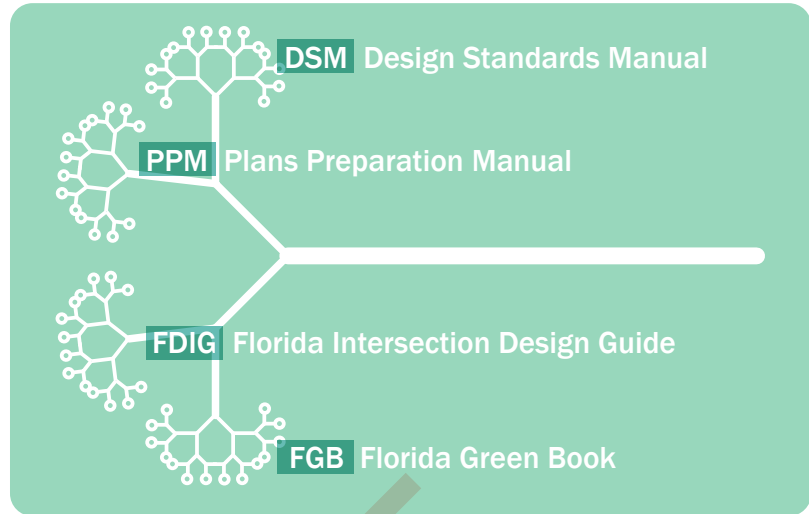 DSM Design Standards Manual
PPM Plans Preparation Manual
FDIG Florida Intersection Design Guide
FGB Florida Green Book